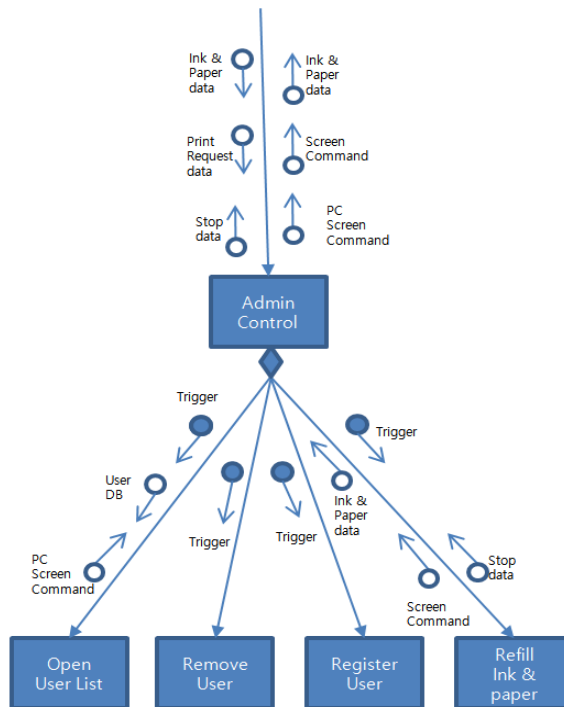 Ink &
Paper
data
Ink &
Paper
data
Print
Request
data
Screen
Command
Stop
data
PC
Screen
Command
Admin
Control
Trigger
Trigger
User
DB
Ink &
Paper
data
Trigger
Trigger
PC
Screen
Command
Stop
data
Screen
Command
Open
User List
Remove
User
Register
User
Refill
Ink &
paper